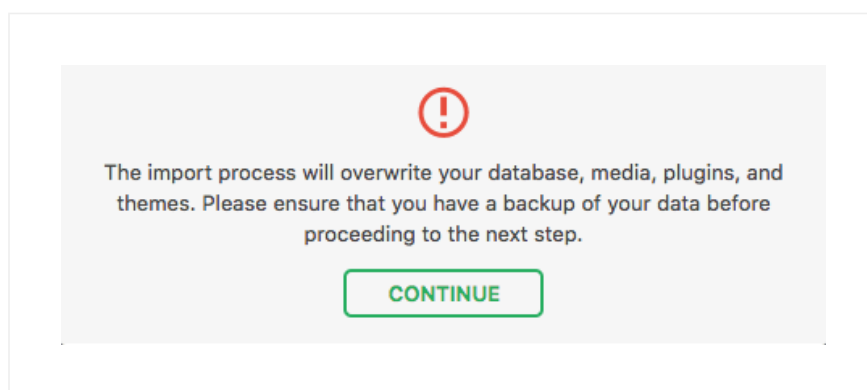 The import process will overwrite your database, media, plugins, and
themes. Please ensure that you have a backup of your data before
proceeding to the next step.
CONTINUE